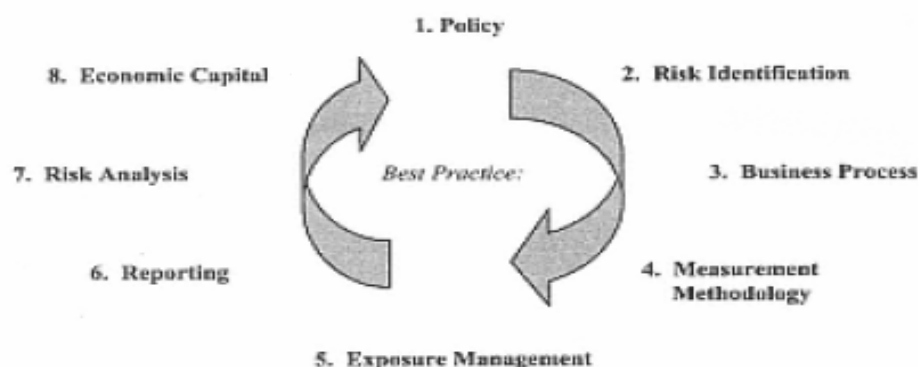 1. Policy
8. Economic Capital
2. Risk Identification
7. Risk Analysis
Best Practice:
3. Business Process
6. Reporting
4. Measurement
Methodology
5. Exposure Management